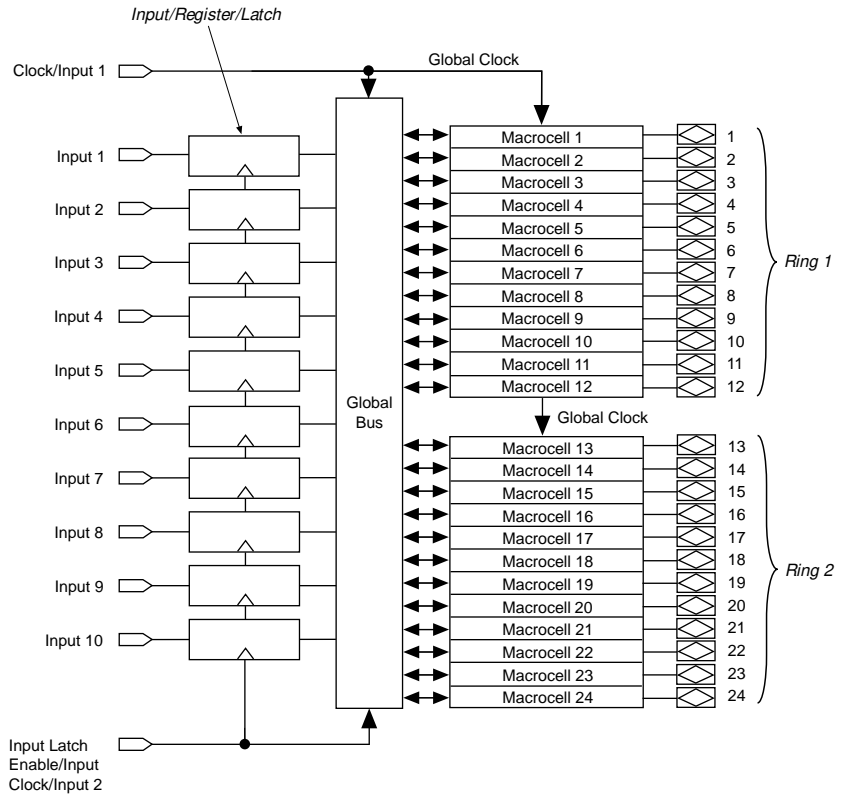 Input/Register/Latch
Clock/Input 1
Global Clock
Input 1
Input 2
Input 3
Input 4
Input 5
Input 6
Input 7
Input 8
Input 9
Input 10
Input Latch
Enable/Input
Clock/Input 2
Global
Bus
Macrocell 1
Macrocell 2
Macrocell 3
Macrocell 4
Macrocell 5
Macrocell 6
Macrocell 7
Macrocell 8
Macrocell 9
Macrocell 10
Macrocell 11
Macrocell 12
1
2
3
4
5
6
7
8
9
10
11
12
Ring 1
Global Clock
Macrocell 13
Macrocell 14
Macrocell 15
Macrocell 16
Macrocell 17
Macrocell 18
Macrocell 19
Macrocell 20
Macrocell 21
Macrocell 22
Macrocell 23
Macrocell 24
13
14
15
16
17
18
19
20
21
22
23
24
Ring 2